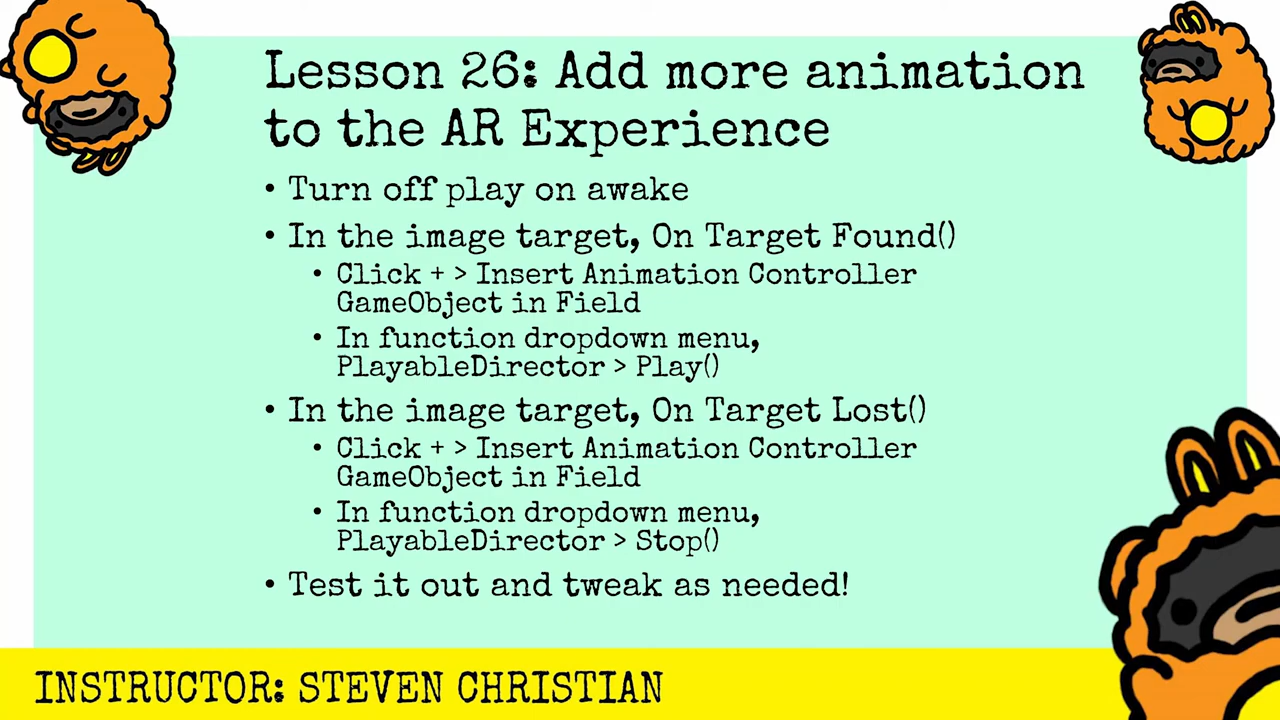 Lesson 26: Add more animation
to the AR Experience
• Turn off play on awake
• In the image target, On Target Found()
• Click + > Insert Animation Controller
GameObject in Field
• In function dropdown menu,
PlayableDirector > Play()
• In the image target, On Target Lost()
• Click + > Insert Animation Controller
GameObject in Field
• In function dropdown menu,
PlayableDirector > Stop()
• Test it out and tweak as needed!
INSTRUCTOR: STEVEN CHRISTIAN